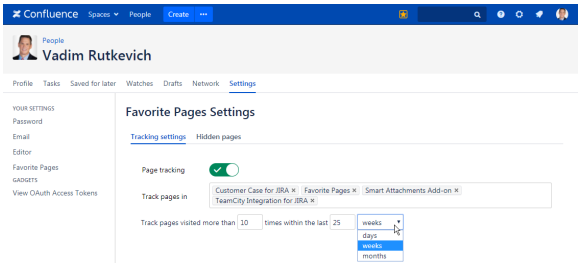 Confluence Spaces People Create ···
People
Vadim Rutkevich
Profile Tasks Saved for later Watches Drafts Network Settings
YOUR SETTINGS
Password
Email
Editor
Favorite Pages
GADGETS
View OAuth Access Tokens
Favorite Pages Settings
Tracking settings Hidden pages
Page tracking
Track pages in Customer Case for JIRA × Favorite Pages × Smart Attachments Add-on ×
TeamCity Integration for JIRA ×
Track pages visited more than 10 times within the last 25 weeks
days
weeks
months